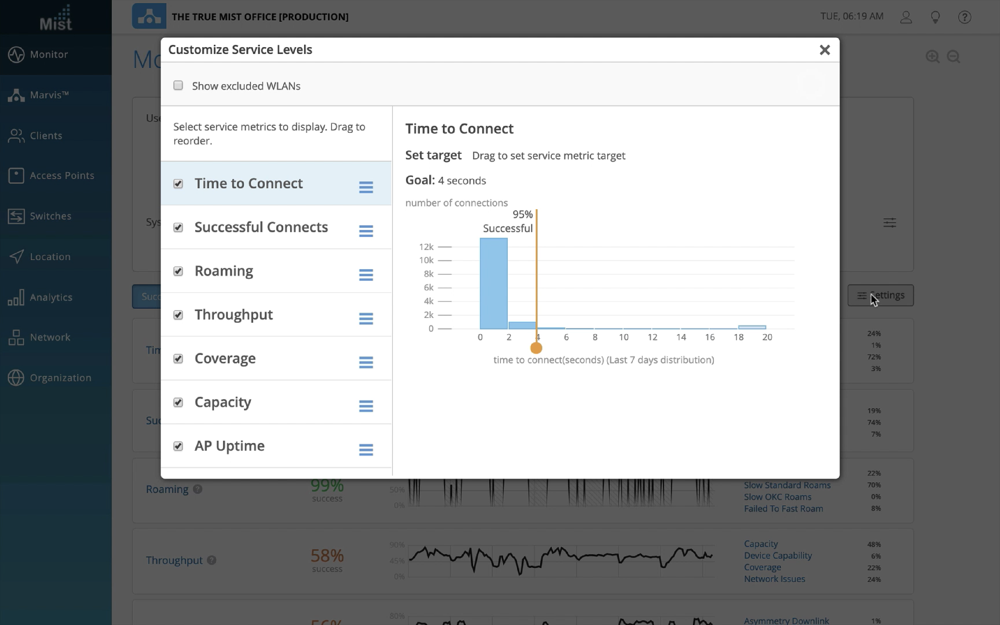 Mist
THE TRUE MIST OFFICE [PRODUCTION]
TUE, 06:19 AM
Monitor
Marvis™
Clients
Access Points
Switches
Location
Analytics
Network
Organization
Mo
Use
Sys
Succ
Settings
Customize Service Levels
Show excluded WLANs
Select service metrics to display. Drag to
reorder.
Time to Connect
Successful Connects
Roaming
Throughput
Coverage
Capacity
AP Uptime
Time to Connect
Set target Drag to set service metric target
Goal: 4 seconds
number of connections
95%
Successful
12k
10k
8k
6k
4k
2k
0
0 2 4 6 8 10 12 14 16 18 20
time to connect(seconds) (Last 7 days distribution)
Tim
24%
1%
72%
3%
Suc
19%
74%
7%
Roaming ?
99%
success
50%
0%
22%
Slow Standard Roams 70%
Slow OKC Roams 0%
Failed To Fast Roam 8%
Throughput ?
58%
success
90%
45%
0%
Capacity 48%
Device Capability 6%
Coverage 22%
Network Issues 24%
56%
80%
Asymmetry Downlink 1%